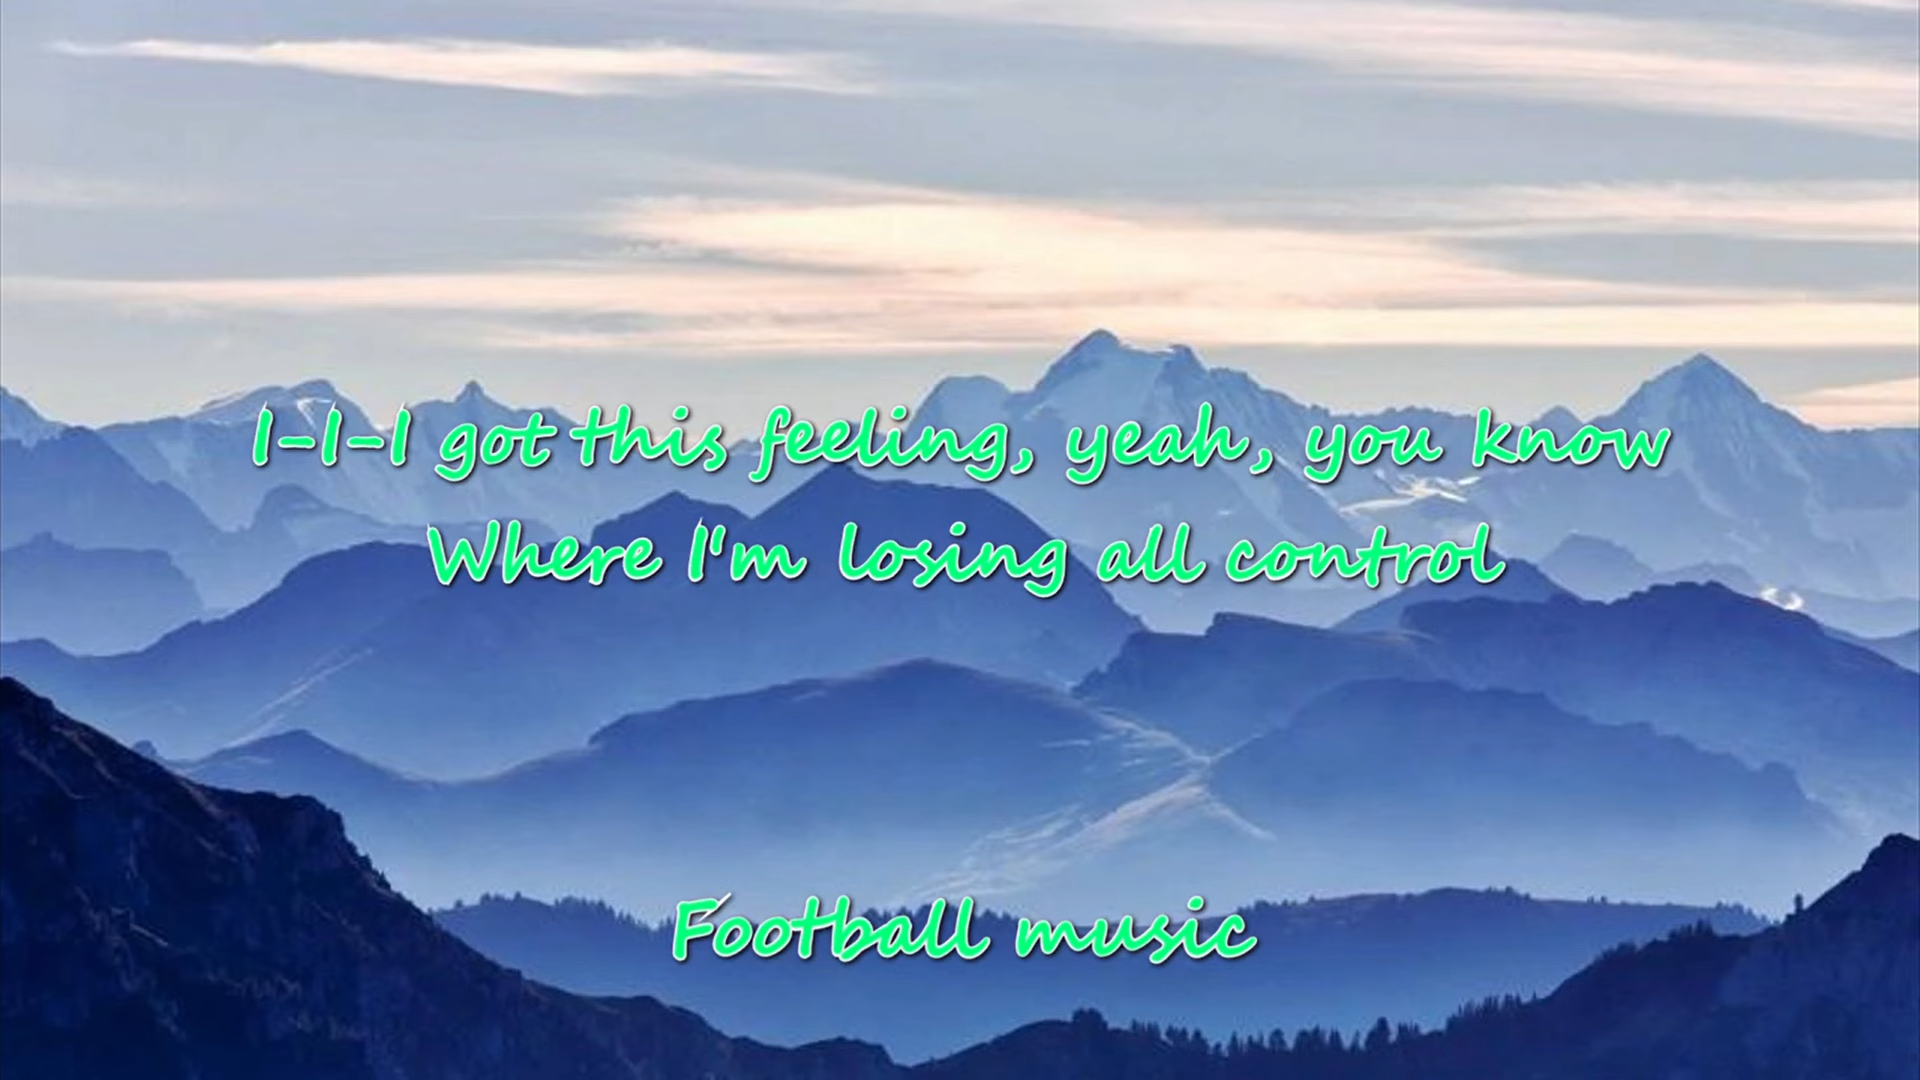 I-I-I got this feeling, yeah, you know
Where I'm losing all control
Football music